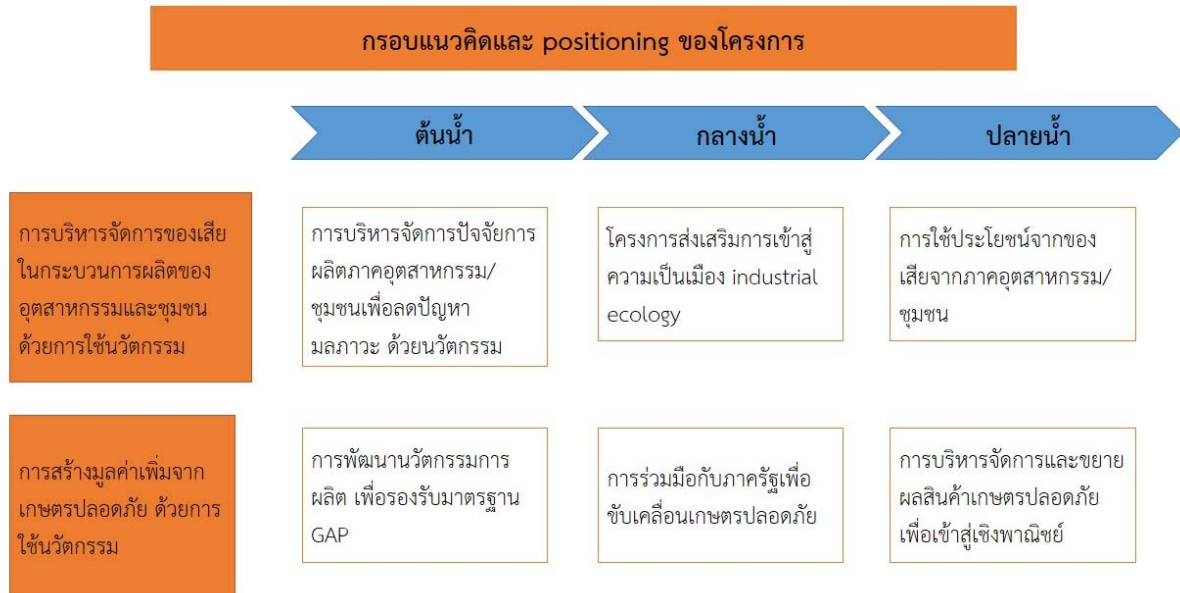 กรอบแนวคิดและ positioning ของโครงการ
ต้นน้ำ
กลางน้ำ
ปลายน้ำ
การบริหารจัดการของเสีย
ในกระบวนการผลิตของ
อุตสาหกรรมและชุมชน
ด้วยการใช้นวัตกรรม
การบริหารจัดการปัจจัยการ
ผลิตภาคอุตสาหกรรม/
ชุมชนเพื่อลดปัญหา
มลภาวะ ด้วยนวัตกรรม
โครงการส่งเสริมการเข้าสู่
ความเป็นเมือง industrial
ecology
การใช้ประโยชน์จากของ
เสียจากภาคอุตสาหกรรม/
ชุมชน
การสร้างมูลค่าเพิ่มจาก
เกษตรปลอดภัย ด้วยการ
ใช้นวัตกรรม
การพัฒนานวัตกรรมการ
ผลิต เพื่อรองรับมาตรฐาน
GAP
การร่วมมือกับภาครัฐเพื่อ
ขับเคลื่อนเกษตรปลอดภัย
การบริหารจัดการและขยาย
ผลสินค้าเกษตรปลอดภัย
เพื่อเข้าสู่เชิงพาณิชย์